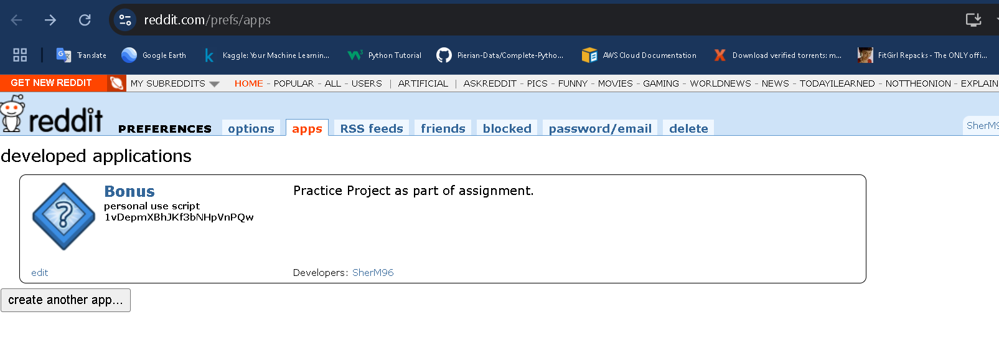 reddit.com/prefs/apps
Translate Google Earth Kaggle: Your Machine Learnin... Python Tutorial Pierian-Data/Complete-Pytho... AWS Cloud Documentation Download verified torrents: m... FitGirl Repacks - The ONLY offi...
GET NEW REDDIT MY SUBREDDITS HOME - POPULAR - ALL - USERS | ARTIFICIAL | ASKREDDIT - PICS - FUNNY - MOVIES - GAMING - WORLDNEWS - NEWS - TODAYILEARNED - NOTTHEONION - EXPLAIN
reddit PREFERENCES options apps RSS feeds friends blocked password/email delete SherM9
developed applications
Bonus Practice Project as part of assignment.
personal use script
1vDepmXBhJKf3bNHpVnPQw
edit Developers: SherM96
create another app...